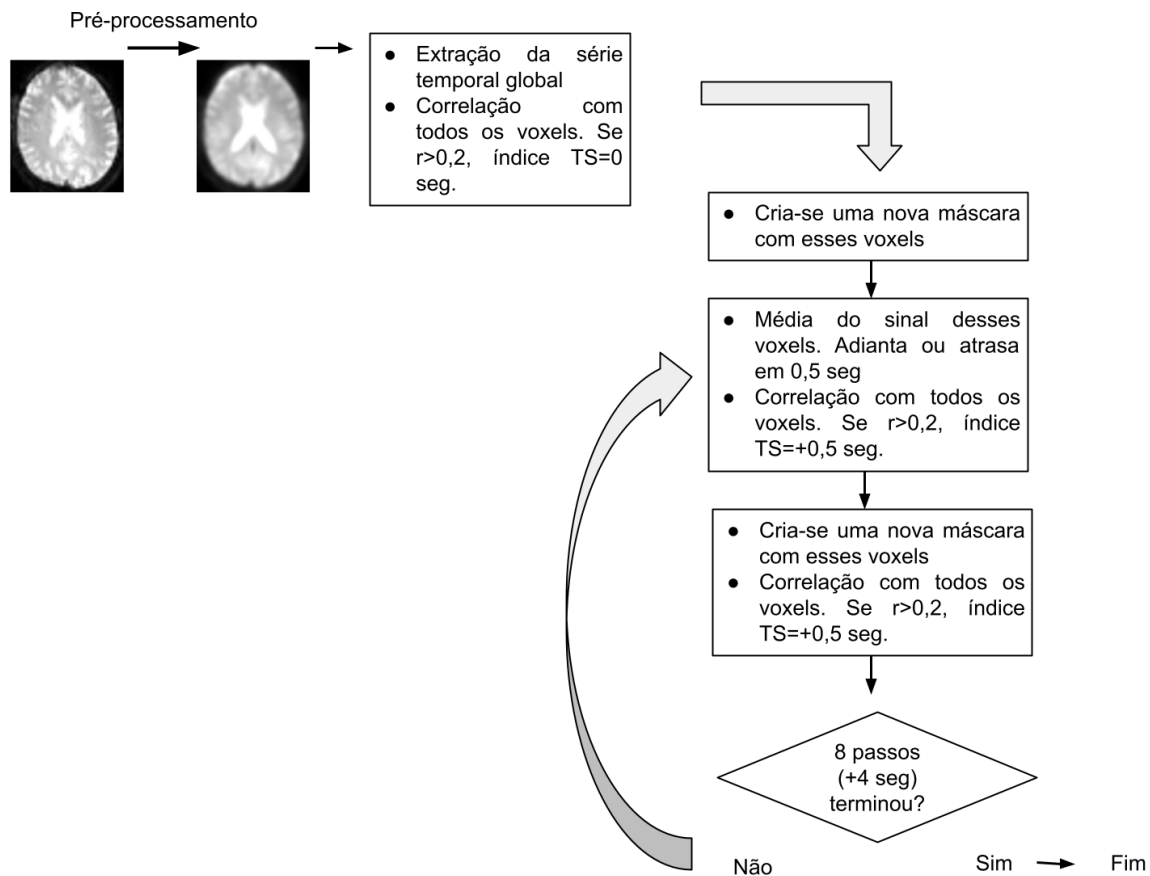 Pré-processamento
● Extração da série
temporal global
● Correlação com
todos os voxels. Se
r>0,2, índice TS=0
seg.
● Cria-se uma nova máscara
com esses voxels
● Média do sinal desses
voxels. Adianta ou atrasa
em 0,5 seg
● Correlação com todos os
voxels. Se r>0,2, índice
TS=+0,5 seg.
● Cria-se uma nova máscara
com esses voxels
● Correlação com todos os
voxels. Se r>0,2, índice
TS=+0,5 seg.
8 passos
(+4 seg)
terminou?
Não
Sim
Fim